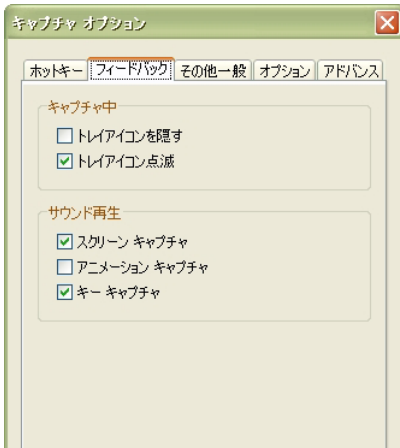 キャプチャ オプション
ホットキー フィードバック その他一般 オプション アドバンス
キャプチャ中
トレイアイコンを隠す
トレイアイコン点滅
サウンド再生
スクリーン キャプチャ
アニメーション キャプチャ
キー キャプチャ